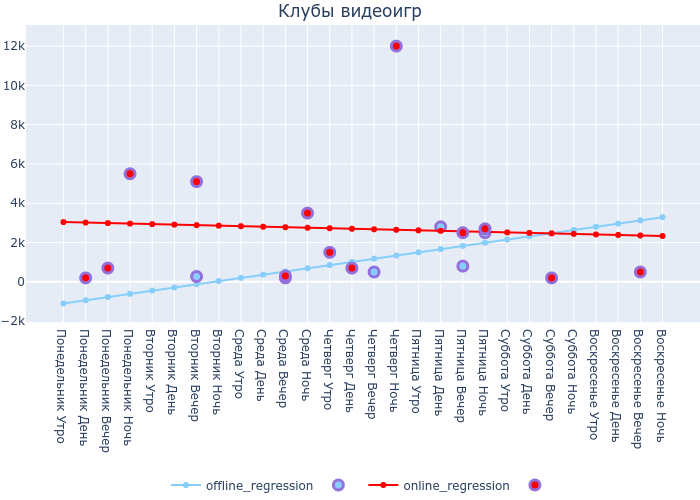 Клубы видеоигр
12k
10k
8k
6k
4k
2k
0
−2k
Понедельник Утро
Понедельник День
Понедельник Вечер
Понедельник Ночь
Вторник Утро
Вторник День
Вторник Вечер
Вторник Ночь
Среда Утро
Среда День
Среда Вечер
Среда Ночь
Четверг Утро
Четверг День
Четверг Вечер
Четверг Ночь
Пятница Утро
Пятница День
Пятница Вечер
Пятница Ночь
Суббота Утро
Суббота День
Суббота Вечер
Суббота Ночь
Воскресенье Утро
Воскресенье День
Воскресенье Вечер
Воскресенье Ночь
offline_regression online_regression